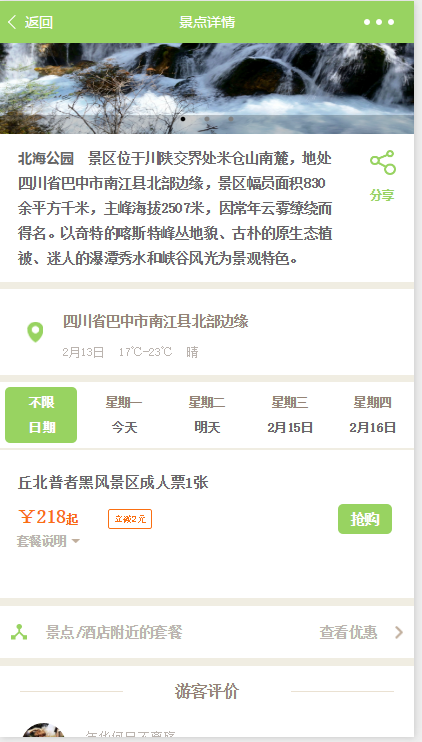 返回 景点详情
北海公园 景区位于川陕交界处米仓山南麓，地处
四川省巴中市南江县北部边缘，景区幅员面积830
余平方千米，主峰海拔2507米，因常年云雾缭绕而
得名。以奇特的喀斯特峰丛地貌、古朴的原生态植
被、迷人的瀑潭秀水和峡谷风光为景观特色。
分享
四川省巴中市南江县北部边缘
2月13日 17℃-23℃ 晴
不限 星期一 星期二 星期三 星期四
日期 今天 明天 2月15日 2月16日
丘北普者黑风景区成人票1张
￥218起 立减2元 抢购
套餐说明
景点/酒店附近的套餐 查看优惠
游客评价